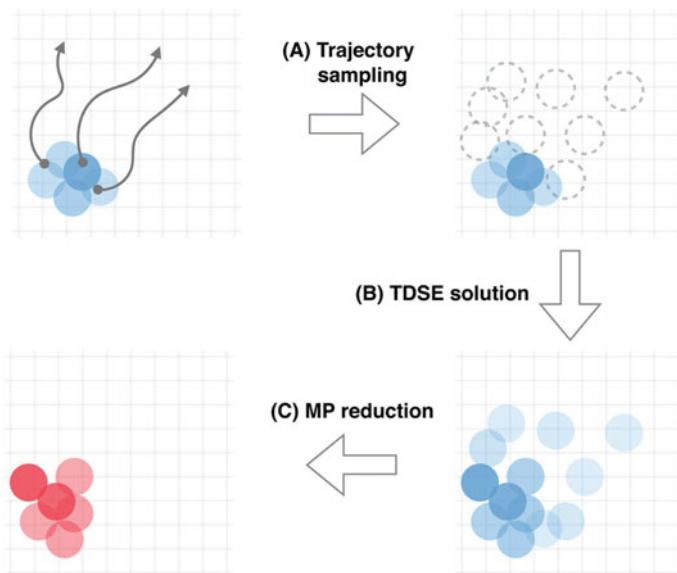 (A) Trajectory
sampling
(B) TDSE solution
(C) MP reduction